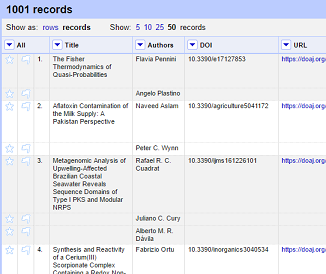 1001 records
Show as: rows records Show: 5 10 25 50 records
All Title Authors DOI URL
1. The Fisher Flavia Pennini 10.3390/e17127853 https://doaj.org
Thermodynamics of
Quasi-Probabilities
Angelo Plastino
2. Aflatoxin Contamination Naveed Aslam 10.3390/agriculture5041172 https://doaj.org
of the Milk Supply: A
Pakistan Perspective
Peter C. Wynn
3. Metagenomic Analysis of Rafael R. C. 10.3390/ijms161226101 https://doaj.org
Upwelling-Affected Cuadrat
Brazilian Coastal
Seawater Reveals
Sequence Domains of
Type I PKS and Modular
NRPS
Juliano C. Cury
Alberto M. R.
Dávila
4. Synthesis and Reactivity Fabrizio Ortu 10.3390/inorganics3040534 https://doaj.org
of a Cerium(III)
Scorpionate Complex
Containing a Redox Non-